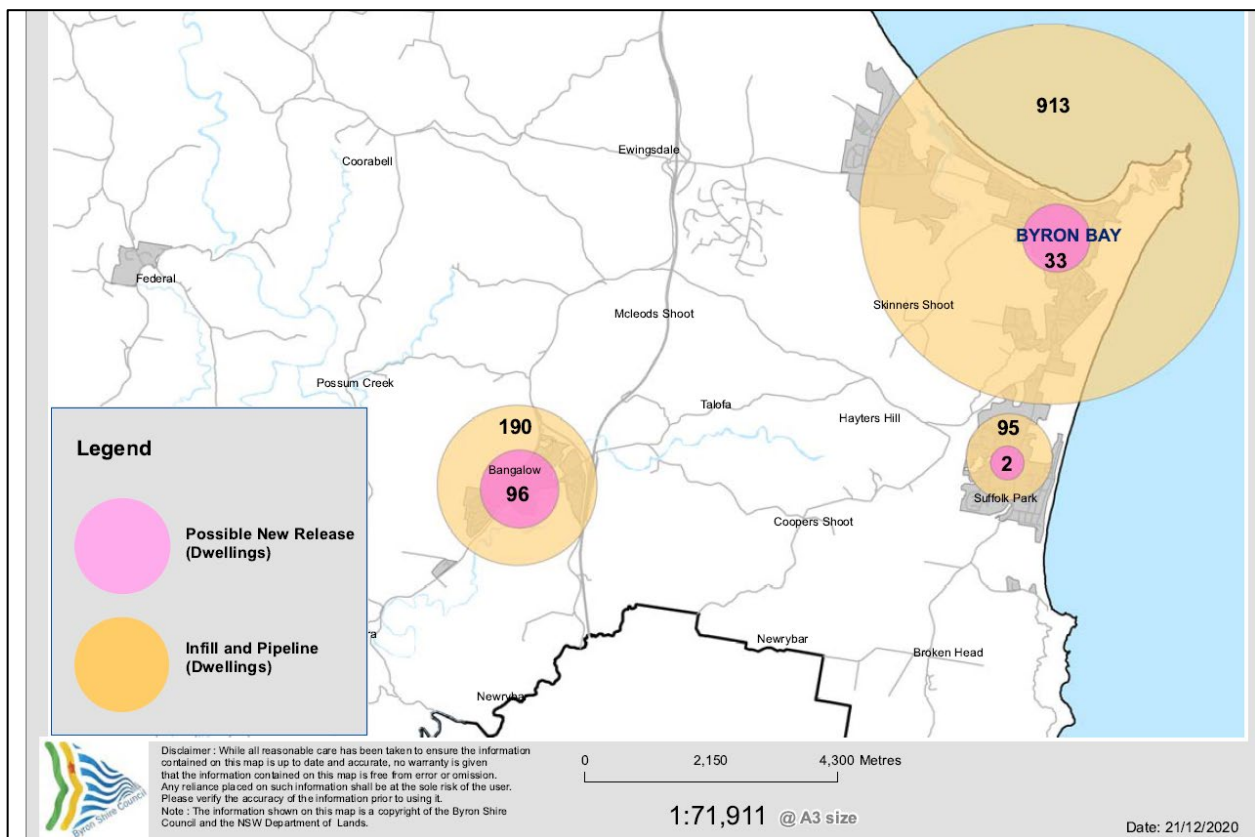 913
Ewingsdale
Coorabell
BYRON BAY
33
Federal
Skinners Shoot
Mcleods Shoot
Possum Creek
Talofa
Hayters Hill
190
95
Bangalow
2
96
Suffolk Park
Coopers Shoot
Newrybar
Broken Head
Legend
Possible New Release
(Dwellings)
Infill and Pipeline
(Dwellings)
Byron Shire Council
Disclaimer : While all reasonable care has been taken to ensure the information
contained on this map is up to date and accurate, no warranty is given
that the information contained on this map is free from error or omission.
Any reliance placed on such information shall be at the sole risk of the user.
Please verify the accuracy of the information prior to using it.
Note : The information shown on this map is a copyright of the Byron Shire
Council and the NSW Department of Lands.
0 2,150 4,300 Metres
1:71,911 @ A3 size
Date: 21/12/2020